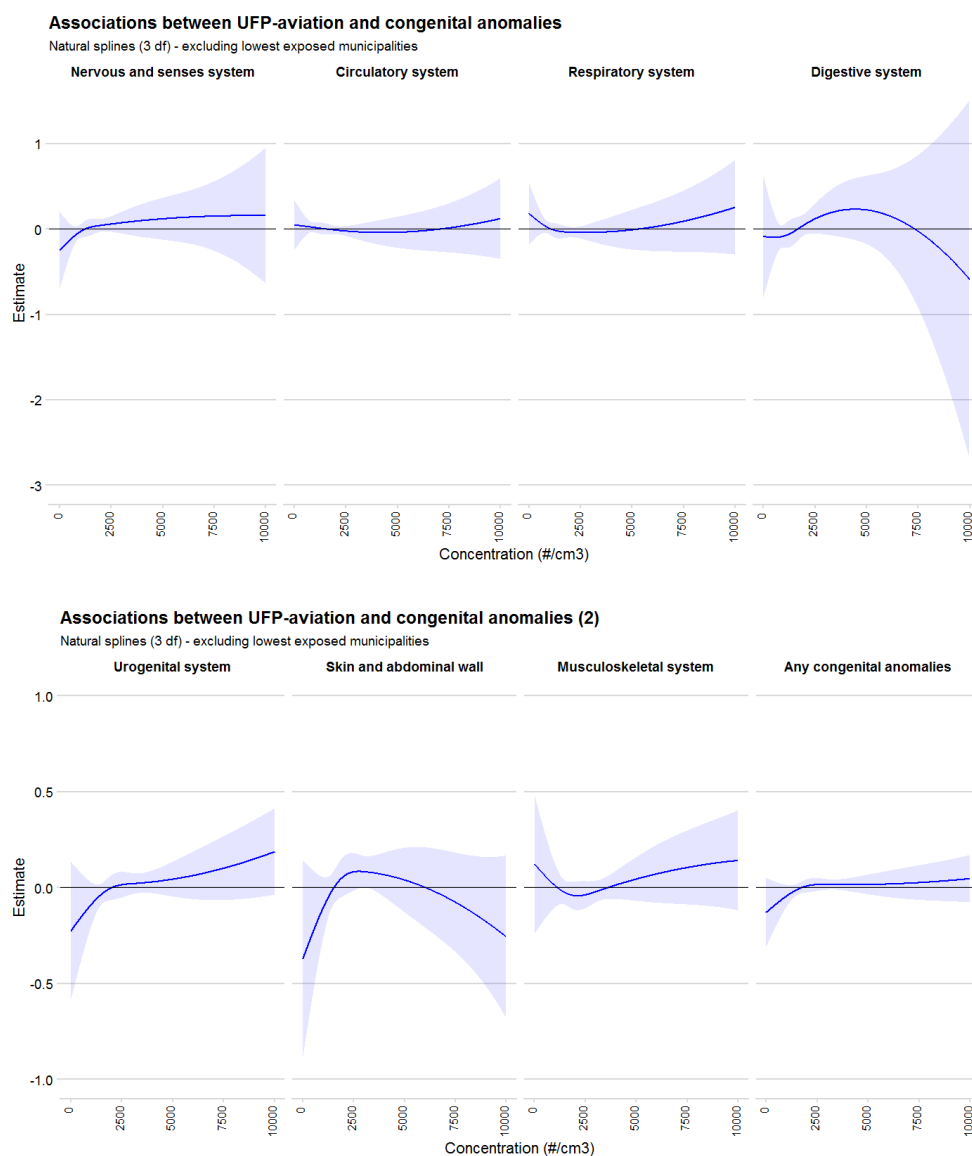 Associations between UFP-aviation and congenital anomalies
Natural splines (3 df) - excluding lowest exposed municipalities
Nervous and senses system Circulatory system Respiratory system Digestive system
1
0
-1
-2
-3
Estimate
0 2500 5000 7500 10000 0 2500 5000 7500 10000 0 2500 5000 7500 10000 0 2500 5000 7500 10000
Concentration (#/cm3)
Associations between UFP-aviation and congenital anomalies (2)
Natural splines (3 df) - excluding lowest exposed municipalities
Urogenital system Skin and abdominal wall Musculoskeletal system Any congenital anomalies
1.0
0.5
0.0
-0.5
-1.0
Estimate
0 2500 5000 7500 10000 0 2500 5000 7500 10000 0 2500 5000 7500 10000 0 2500 5000 7500 10000
Concentration (#/cm3)